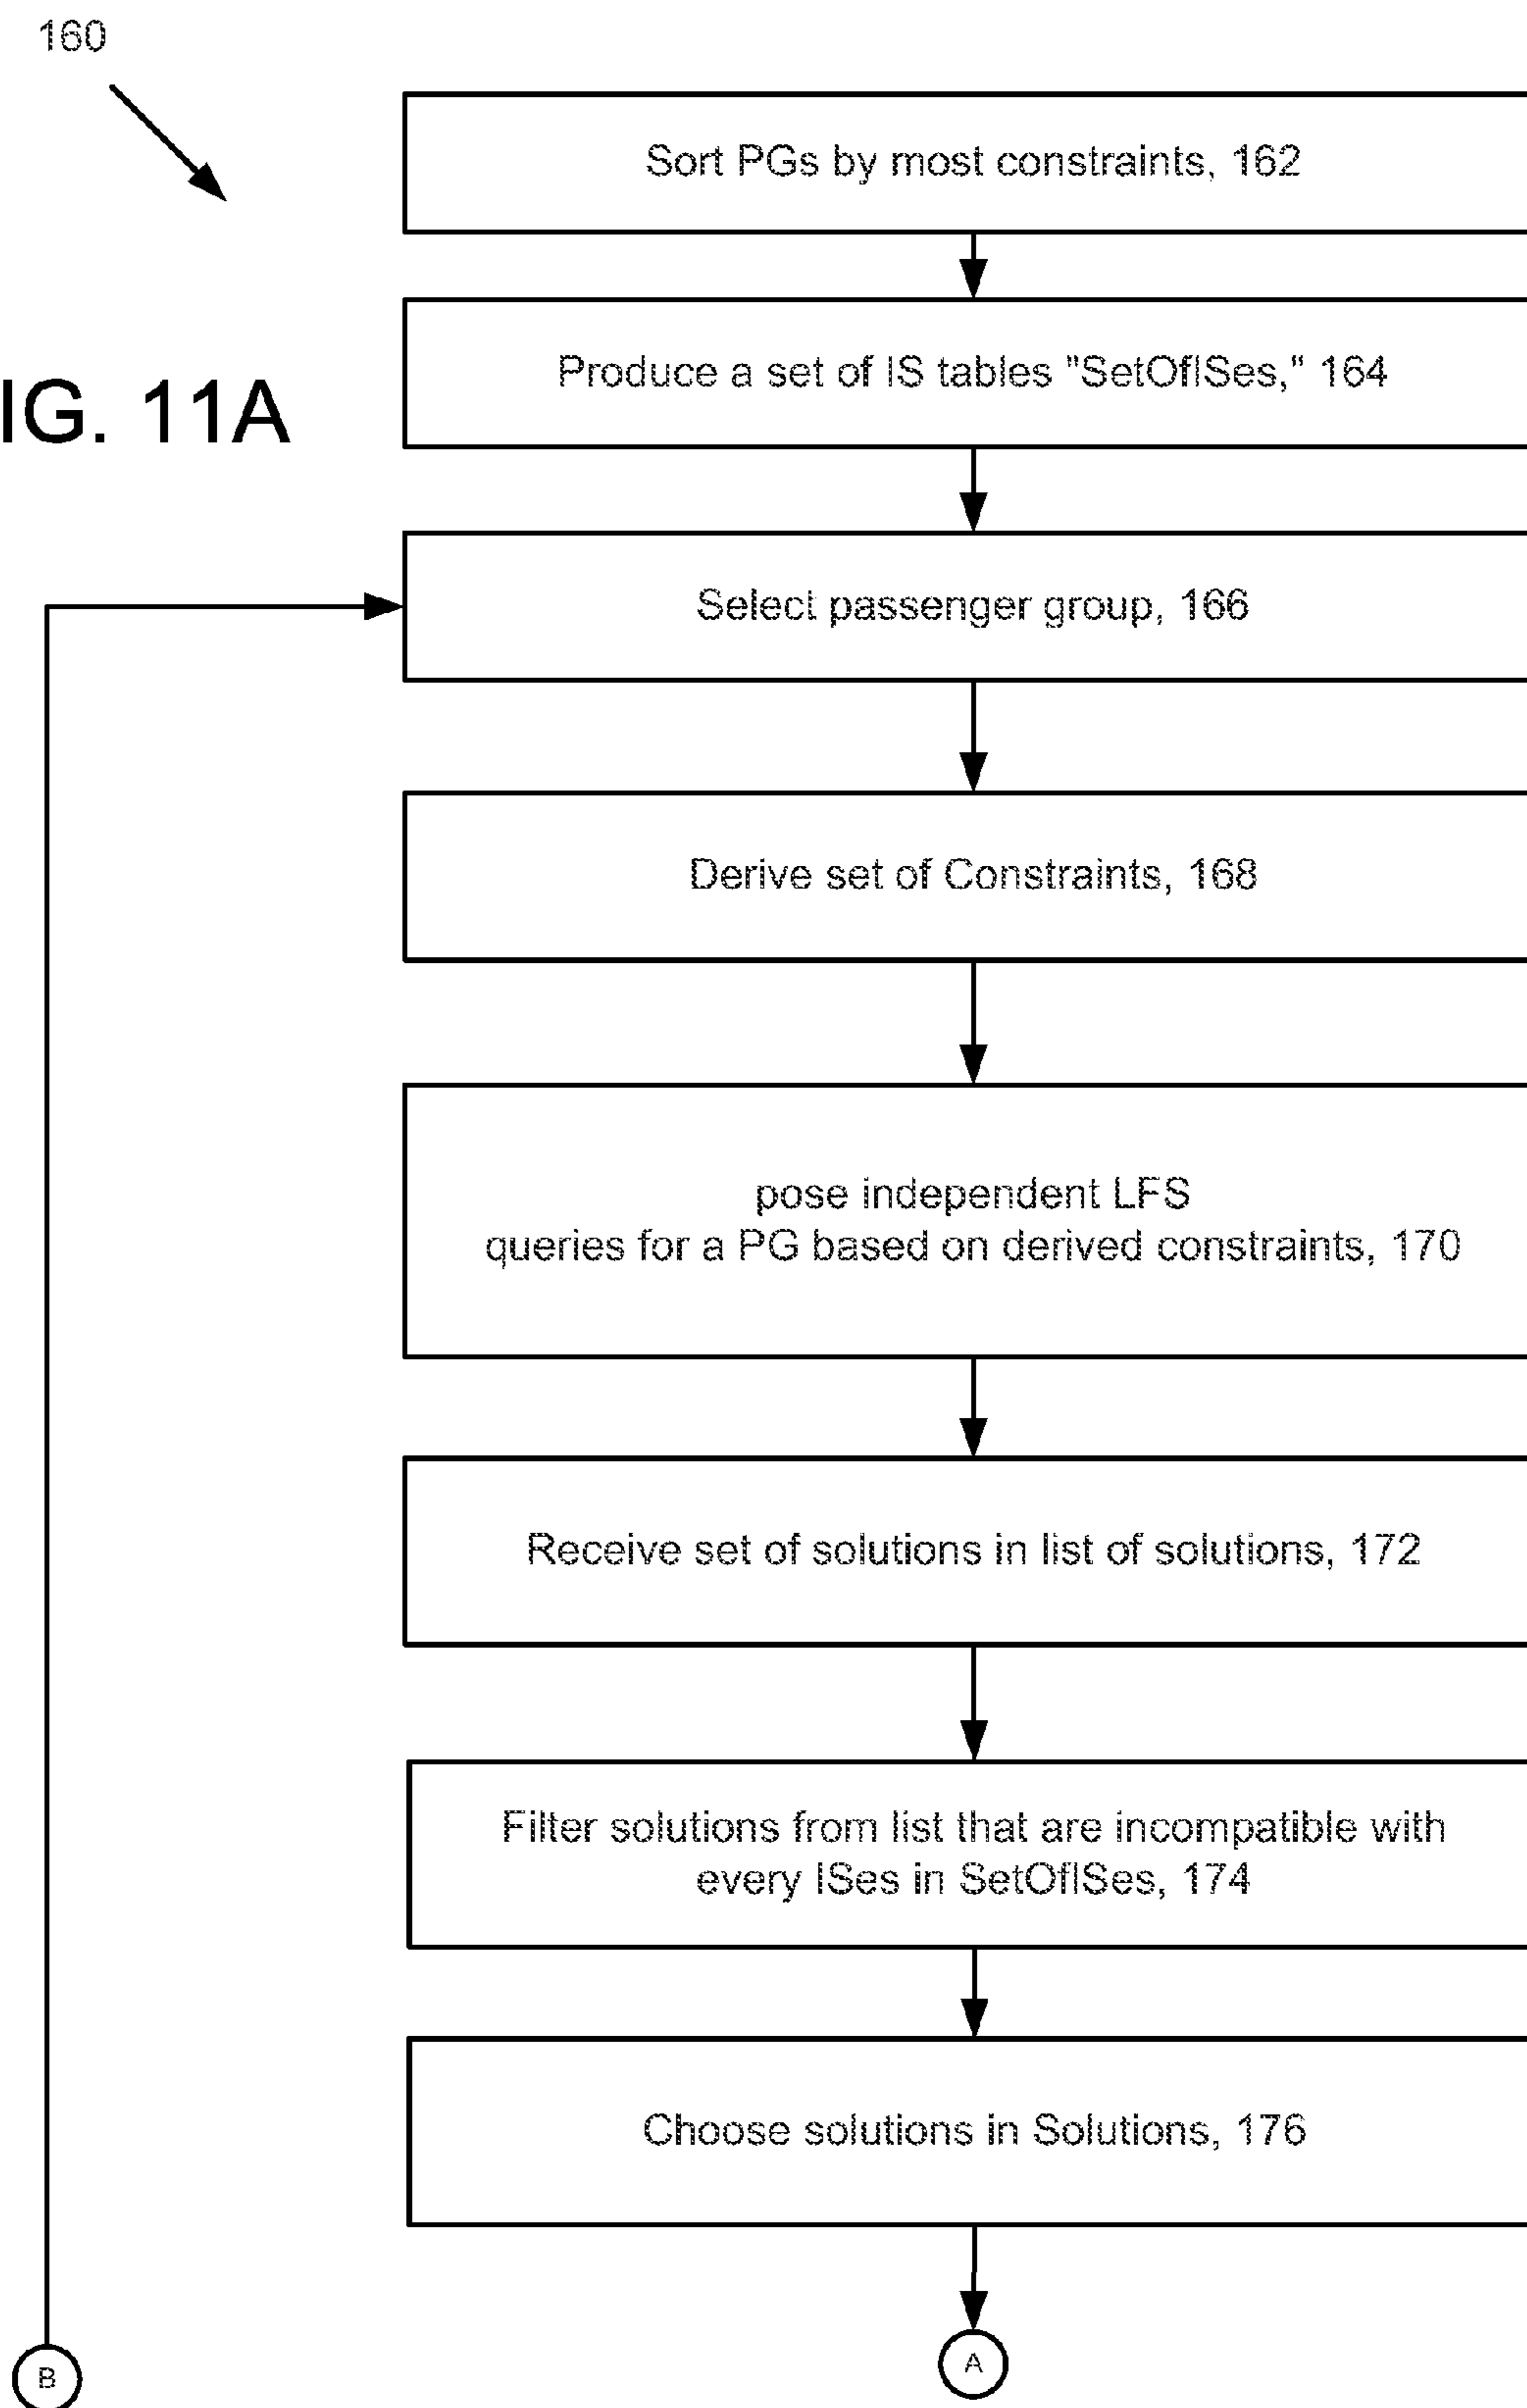 160
Sort PGs by most constraints, 162
Produce a set of IS tables "SetOfISes," 164
IG. 11A
Select passenger group, 166
Derive set of Constraints, 168
pose independent LFS
queries for a PG based on derived constraints, 170
Receive set of solutions in list of solutions, 172
Filter solutions from list that are incompatible with
every ISes in SetOfISes, 174
Choose solutions in Solutions, 176
B
A